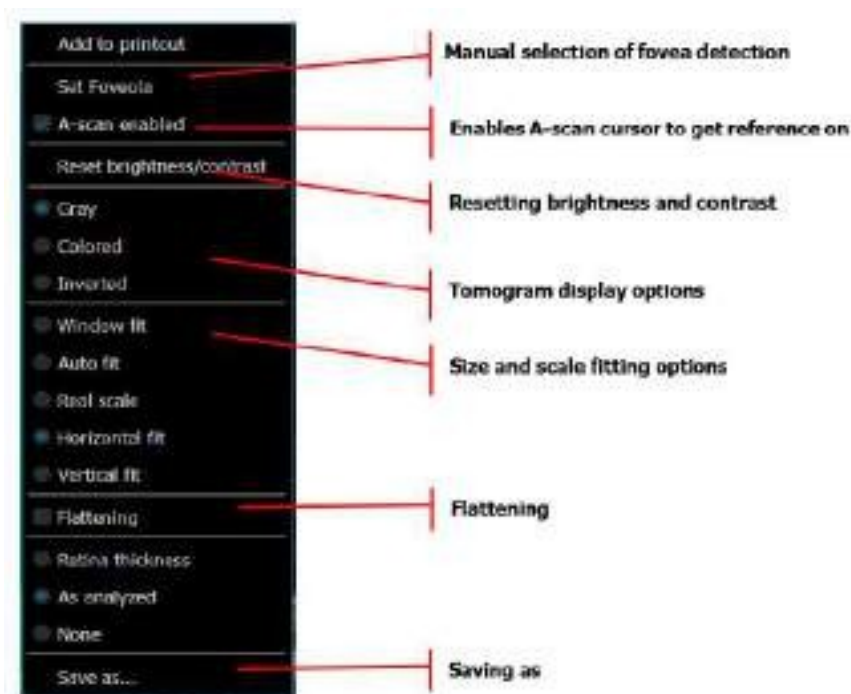 Add to printout
Manual selection of fovea detection
Set Foveola
A-scan enabled
Enables A-scan cursor to get reference on
Reset brightness/contrast
Resetting brightness and contrast
Gray
Colored
Inverted
Tomogram display options
Window fit
Auto fit
Size and scale fitting options
Real scale
Horizontal fit
Vertical fit
Flattening
Flattening
Retina thickness
As analyzed
None
Save as...
Saving as